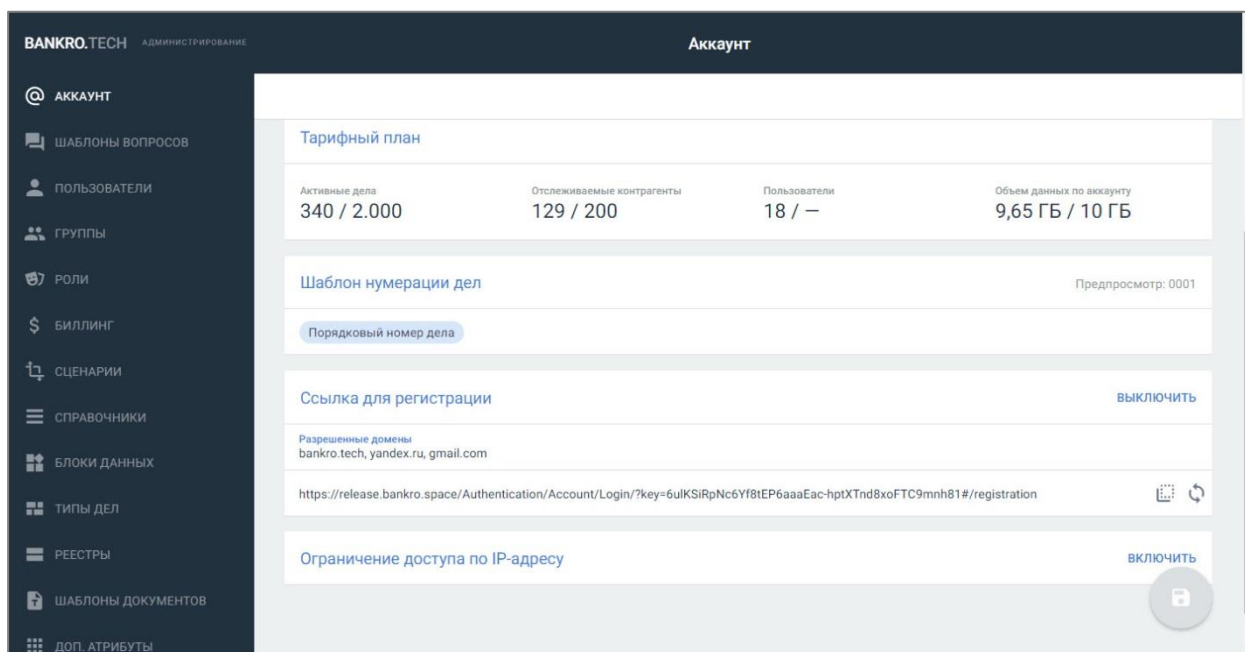 BANKRO.TECH АДМИНИСТРИРОВАНИЕ
Аккаунт
АККАУНТ
ШАБЛОНЫ ВОПРОСОВ
ПОЛЬЗОВАТЕЛИ
ГРУППЫ
РОЛИ
БИЛЛИНГ
СЦЕНАРИИ
СПРАВОЧНИКИ
БЛОКИ ДАННЫХ
ТИПЫ ДЕЛ
РЕЕСТРЫ
ШАБЛОНЫ ДОКУМЕНТОВ
ДОП. АТРИБУТЫ
Тарифный план
Активные дела Отслеживаемые контрагенты Пользователи Объем данных по аккаунту
340 / 2.000 129 / 200 18 / — 9,65 ГБ / 10 ГБ
Шаблон нумерации дел Предпросмотр: 0001
Порядковый номер дела
Ссылка для регистрации ВЫКЛЮЧИТЬ
Разрешенные домены
bankro.tech, yandex.ru, gmail.com
https://release.bankro.space/Authentication/Account/Login/?key=6ulKSiRpNc6Yf8tEP6aaaEac-hptXTnd8xoFTC9mnh81#/registration
Ограничение доступа по IP-адресу ВКЛЮЧИТЬ